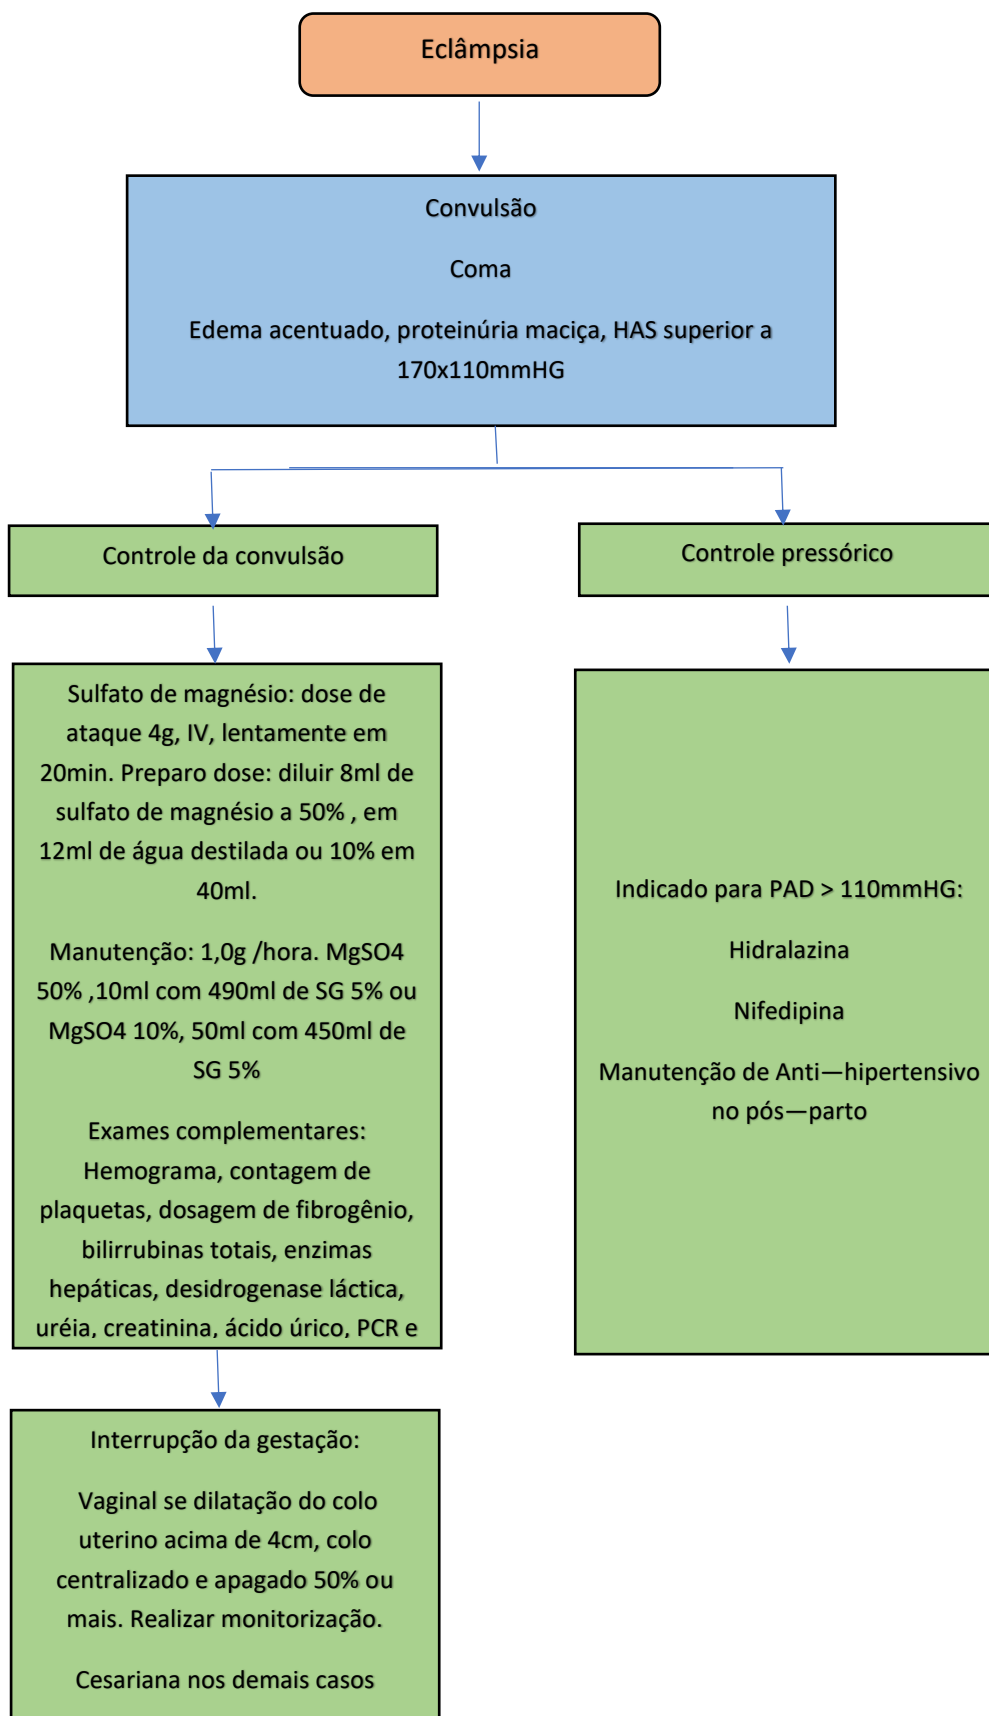 Eclâmpsia
Convulsão
Coma
Edema acentuado, proteinúria maciça, HAS superior a
170x110mmHG
Controle da convulsão
Controle pressórico
Sulfato de magnésio: dose de
ataque 4g, IV, lentamente em
20min. Preparo dose: diluir 8ml de
sulfato de magnésio a 50% , em
12ml de água destilada ou 10% em
40ml.
Manutenção: 1,0g /hora. MgSO4
50% ,10ml com 490ml de SG 5% ou
MgSO4 10%, 50ml com 450ml de
SG 5%
Exames complementares:
Hemograma, contagem de
plaquetas, dosagem de fibrogênio,
bilirrubinas totais, enzimas
hepáticas, desidrogenase láctica,
uréia, creatinina, ácido úrico, PCR e
Indicado para PAD > 110mmHG:
Hidralazina
Nifedipina
Manutenção de Anti—hipertensivo
no pós—parto
Interrupção da gestação:
Vaginal se dilatação do colo
uterino acima de 4cm, colo
centralizado e apagado 50% ou
mais. Realizar monitorização.
Cesariana nos demais casos